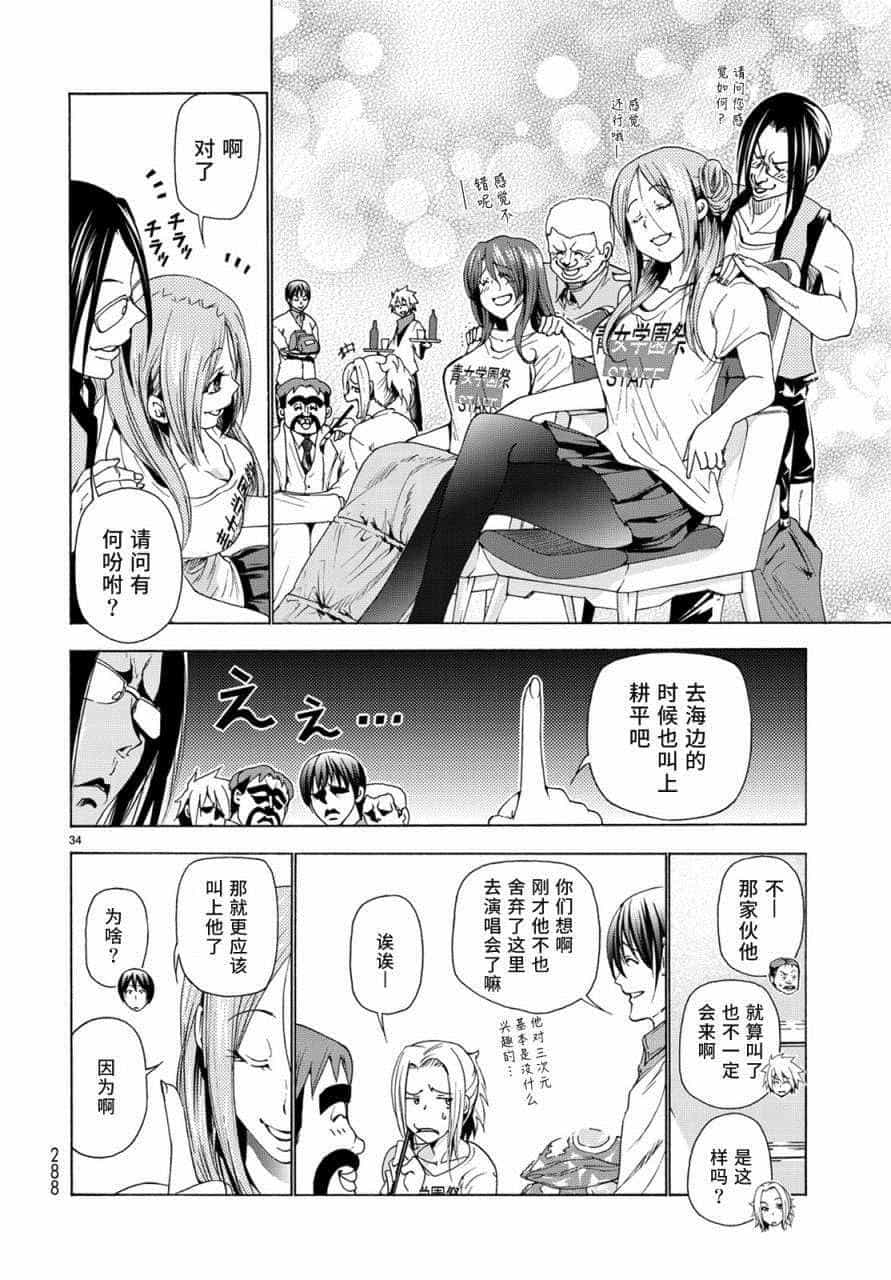 请问您感
觉如何？
感觉
还行哦—
感觉不
错呢—
青女学園祭
STAFF
青女学園祭
STAFF
啊
对了
チラッ
チラッ
请问有
何吩咐？
去海边的
时候也叫上
耕平吧
えぇ…
34
不—
那家伙他
就算叫了
也不一定
会来啊
是这
样吗？
你们想啊
刚才他不也
舍弃了这里
去演唱会了嘛
他对三次元
基本是没什么
兴趣的…
诶诶—
女学園祭
那就更应该
叫上他了
为啥？
因为啊
288